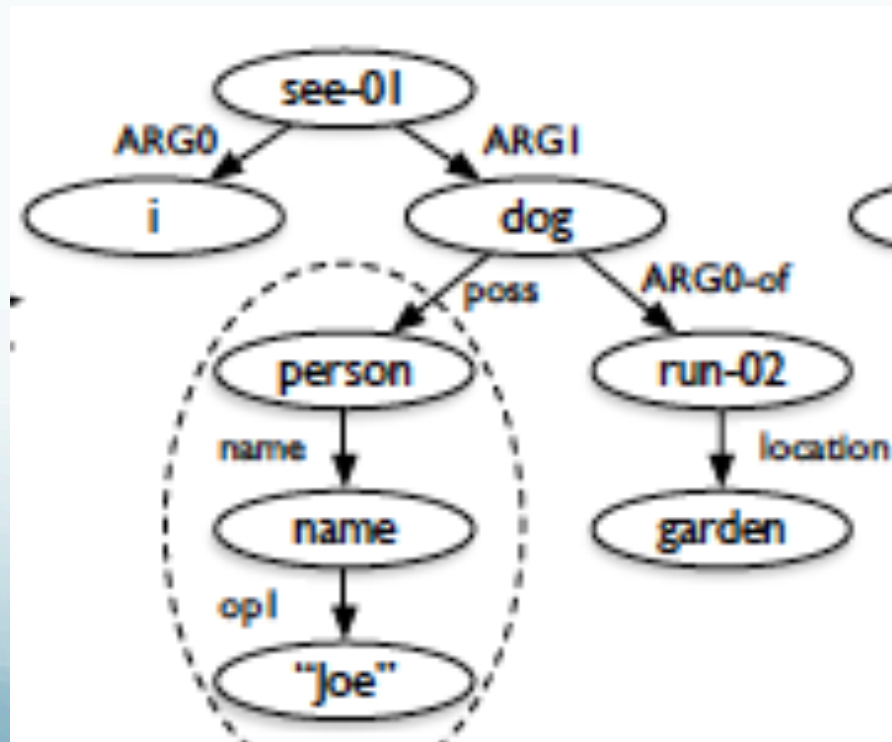 see-01
ARG0 ARG1
i dog
poss ARG0-of
person run-02
name location
name garden
op1
“Joe”